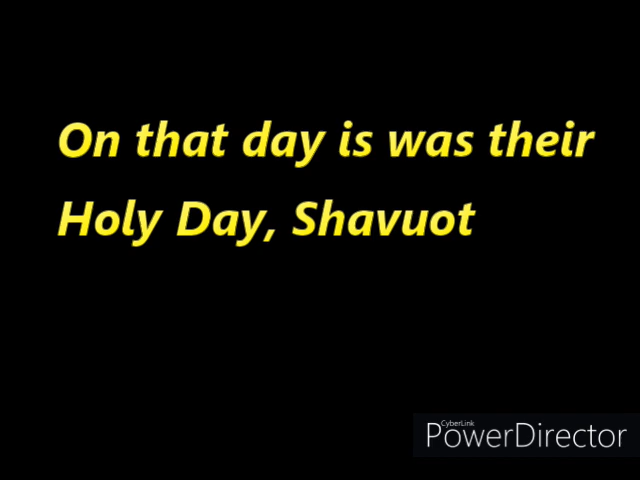 On that day is was their
Holy Day, Shavuot
CyberLink
PowerDirector